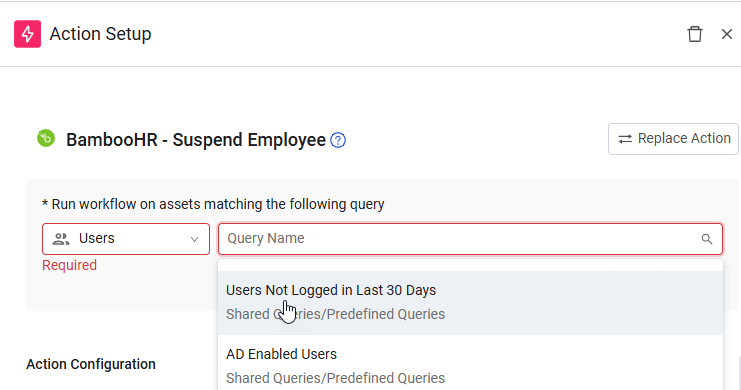 Action Setup
BambooHR - Suspend Employee
Replace Action
* Run workflow on assets matching the following query
Users
Query Name
Required
Users Not Logged in Last 30 Days
Shared Queries/Predefined Queries
AD Enabled Users
Shared Queries/Predefined Queries
Action Configuration